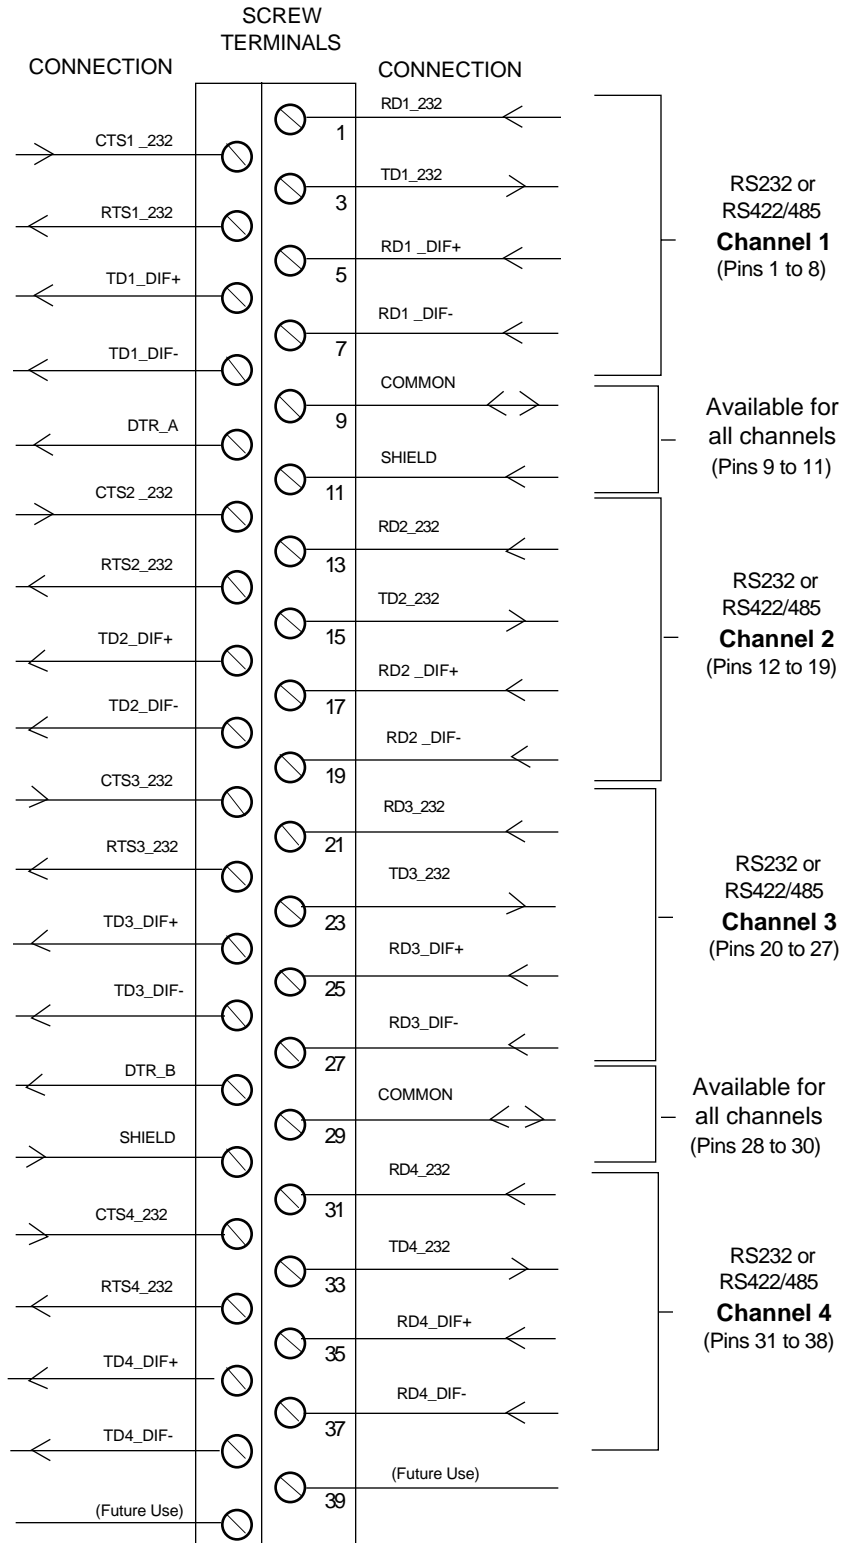 SCREW
TERMINALS
CONNECTION
CONNECTION
RD1_232
1
CTS1 _232
TD1_232
3
RTS1_232
RD1 _DIF+
5
TD1_DIF+
RD1 _DIF-
7
TD1_DIF-
RS232 or
RS422/485
Channel 1
(Pins 1 to 8)
COMMON
9
DTR_A
SHIELD
11
Available for
all channels
(Pins 9 to 11)
CTS2 _232
RD2_232
13
RTS2_232
TD2_232
15
TD2_DIF+
RD2 _DIF+
17
TD2_DIF-
RD2 _DIF-
19
RS232 or
RS422/485
Channel 2
(Pins 12 to 19)
CTS3_232
RD3_232
21
RTS3_232
TD3_232
23
TD3_DIF+
RD3_DIF+
25
TD3_DIF-
RD3_DIF-
27
RS232 or
RS422/485
Channel 3
(Pins 20 to 27)
DTR_B
COMMON
29
SHIELD
Available for
all channels
(Pins 28 to 30)
RD4_232
31
CTS4_232
TD4_232
33
RTS4_232
RD4_DIF+
35
TD4_DIF+
RD4_DIF-
37
TD4_DIF-
RS232 or
RS422/485
Channel 4
(Pins 31 to 38)
(Future Use)
39
(Future Use)